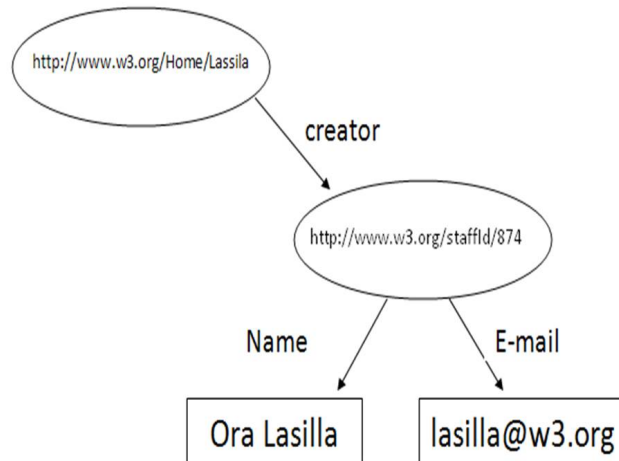 http://www.w3.org/Home/Lassila
creator
http://www.w3.org/staffId/874
Name
E-mail
Ora Lasilla
lasilla@w3.org